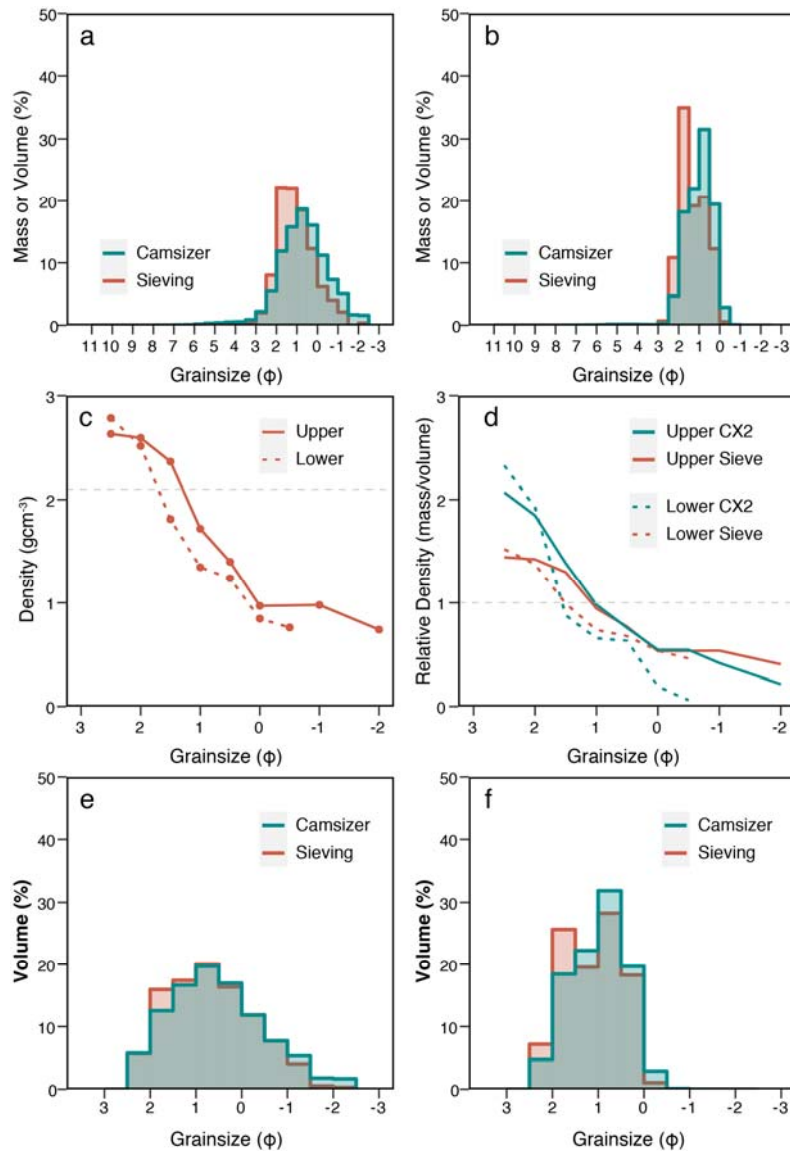 a
Mass or Volume (%)
50
40
30
20
10
0
Camsizer
Sieving
11 10 9 8 7 6 5 4 3 2 1 0 -1 -2 -3
Grainsize (ϕ)
b
Mass or Volume (%)
50
40
30
20
10
0
Camsizer
Sieving
11 10 9 8 7 6 5 4 3 2 1 0 -1 -2 -3
Grainsize (ϕ)
c
Density (gcm⁻³)
3
2
1
0
Upper
Lower
3 2 1 0 -1 -2
Grainsize (ϕ)
d
Relative Density (mass/volume)
3
2
1
0
Upper CX2
Upper Sieve
Lower CX2
Lower Sieve
3 2 1 0 -1 -2
Grainsize (ϕ)
e
Volume (%)
50
40
30
20
10
0
Camsizer
Sieving
3 2 1 0 -1 -2 -3
Grainsize (ϕ)
f
Volume (%)
50
40
30
20
10
0
Camsizer
Sieving
3 2 1 0 -1 -2 -3
Grainsize (ϕ)